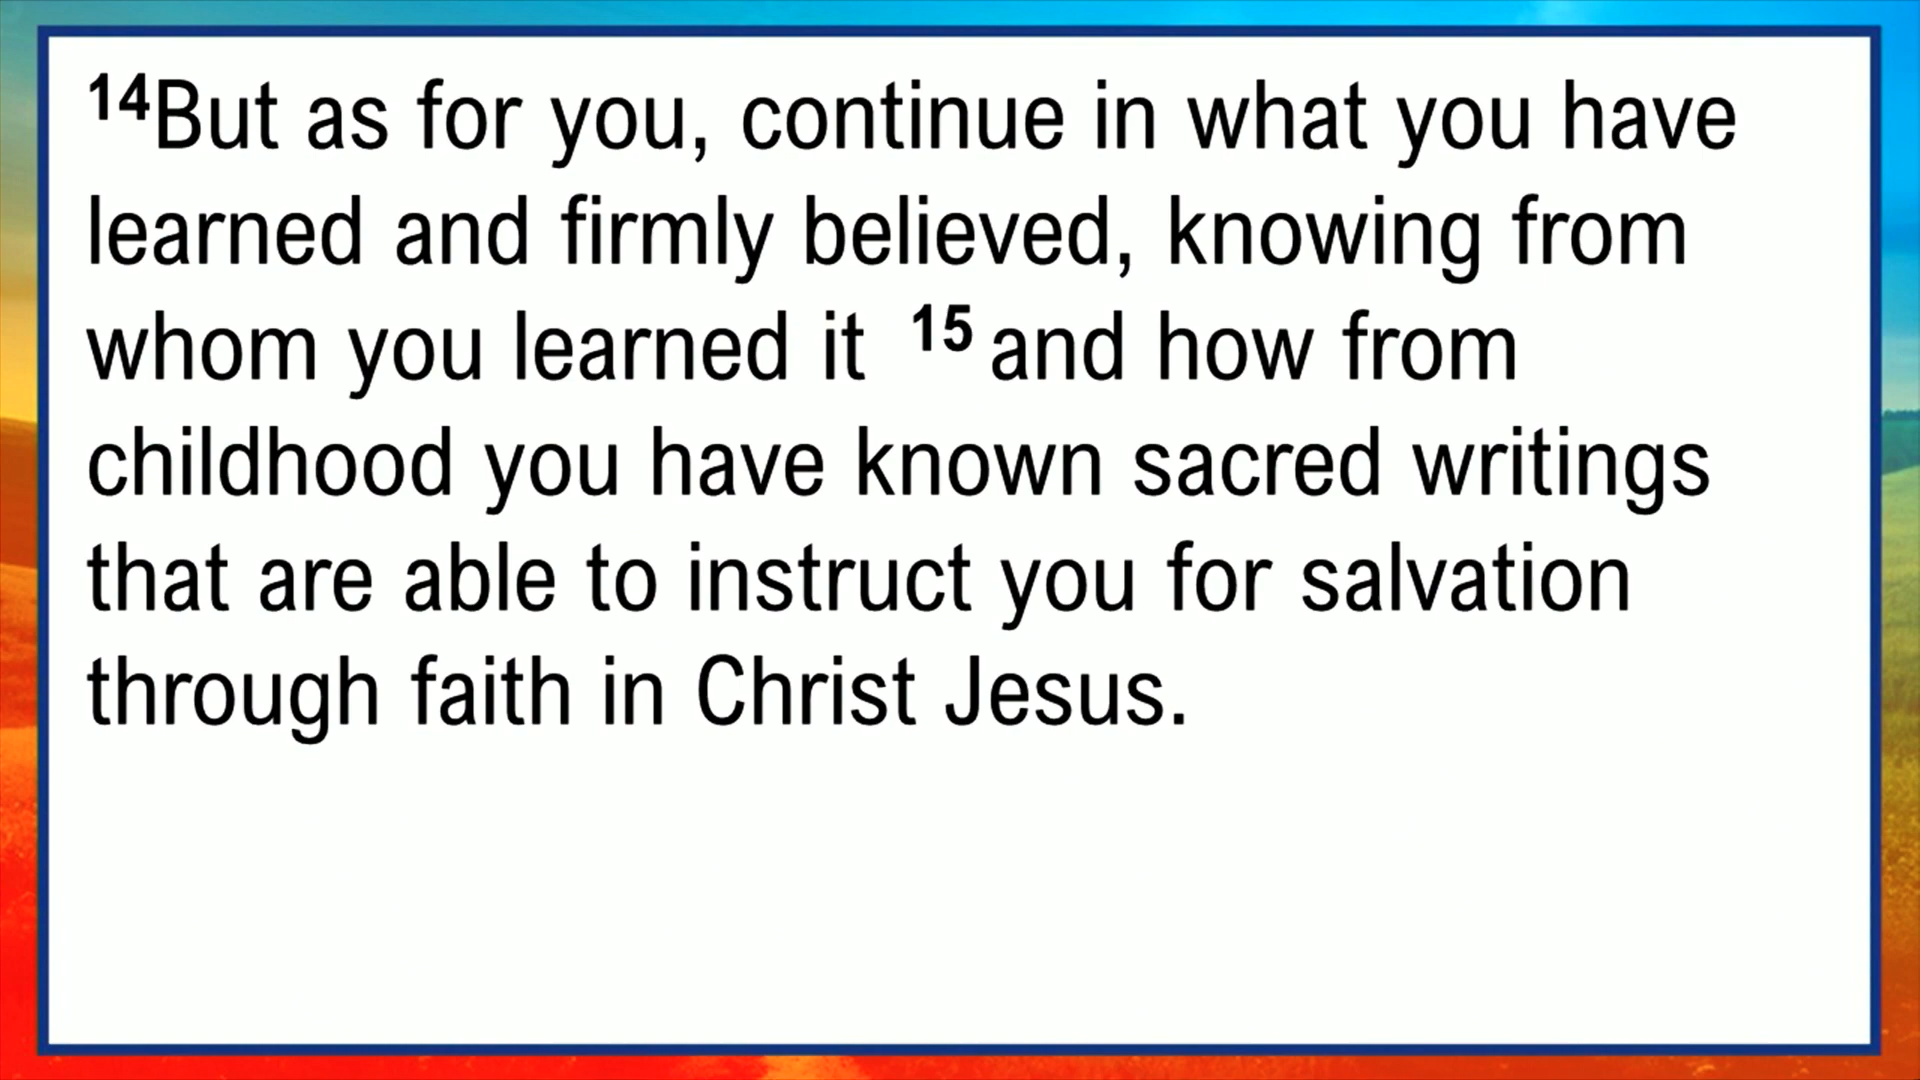 14But as for you, continue in what you have
learned and firmly believed, knowing from
whom you learned it 15 and how from
childhood you have known sacred writings
that are able to instruct you for salvation
through faith in Christ Jesus.